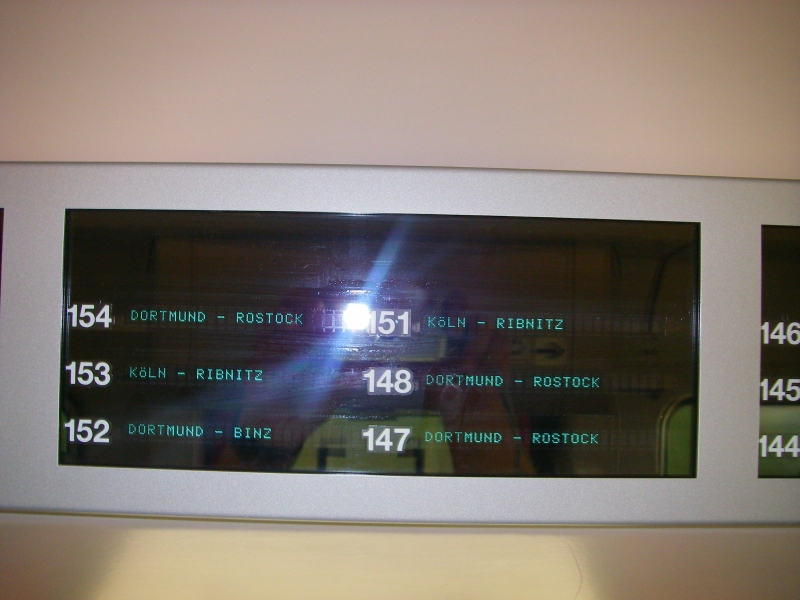 154 DORTMUND - ROSTOCK
153 KöLN - RIBNITZ
152 DORTMUND - BINZ
151 KöLN - RIBNITZ
148 DORTMUND - ROSTOCK
147 DORTMUND - ROSTOCK
146
145
144